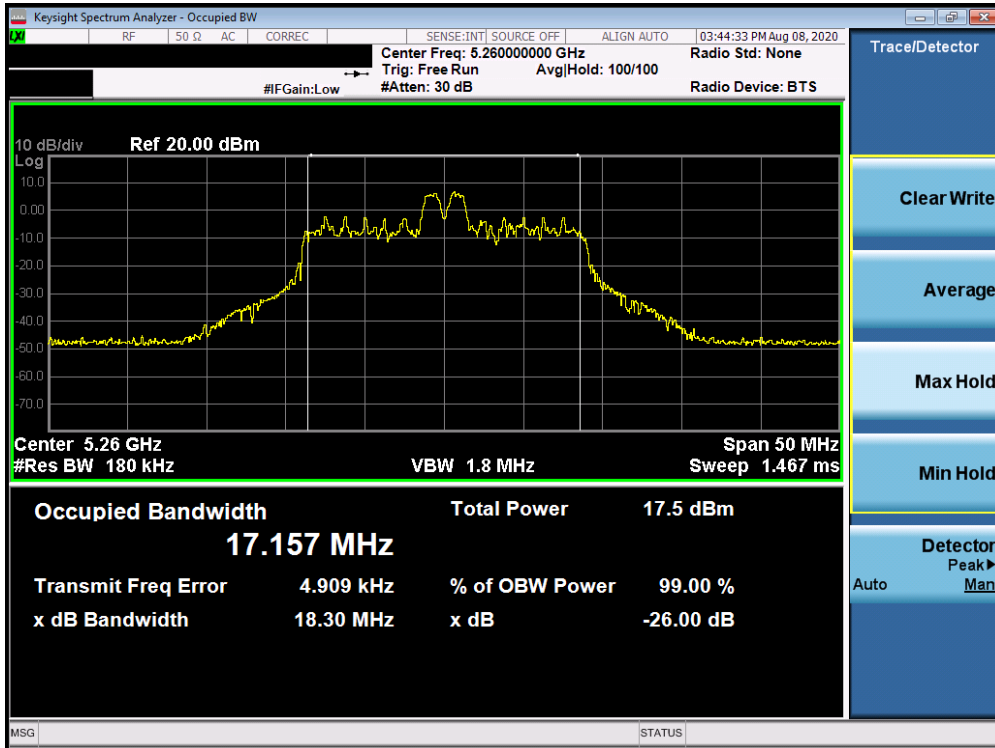 Keysight Spectrum Analyzer - Occupied BW
LXI RF 50 Ω AC CORREC SENSE:INT SOURCE OFF ALIGN AUTO 03:44:33 PM Aug 08, 2020
Center Freq: 5.260000000 GHz Radio Std: None
Trig: Free Run Avg|Hold: 100/100
#IFGain:Low #Atten: 30 dB Radio Device: BTS
10 dB/div Ref 20.00 dBm
Log
10.0
0.00
-10.0
-20.0
-30.0
-40.0
-50.0
-60.0
-70.0
Center 5.26 GHz Span 50 MHz
#Res BW 180 kHz VBW 1.8 MHz Sweep 1.467 ms
Occupied Bandwidth Total Power 17.5 dBm
17.157 MHz
Transmit Freq Error 4.909 kHz % of OBW Power 99.00 %
x dB Bandwidth 18.30 MHz x dB -26.00 dB
MSG STATUS
Trace/Detector
Clear Write
Average
Max Hold
Min Hold
Detector
Peak▶
Auto Man